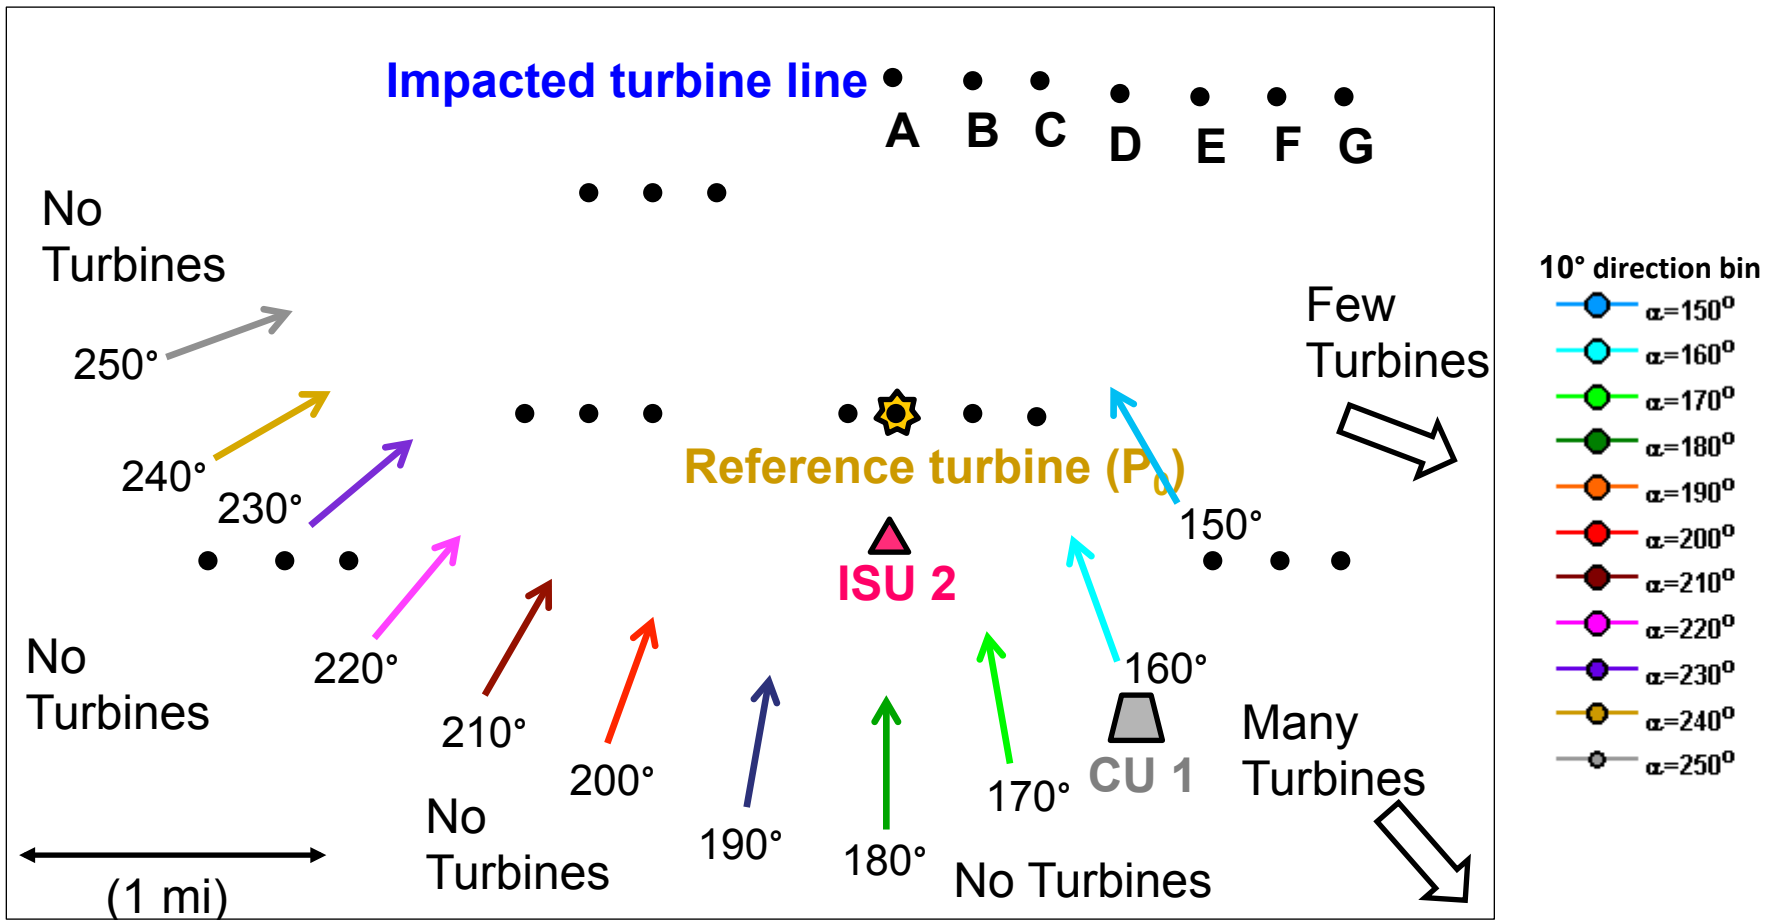 Impacted turbine line
A B C D E F G
No
Turbines
250°
240°
230°
Few
Turbines
Reference turbine (P0)
150°
ISU 2
No
Turbines
220°
210°
200°
190°
180°
170°
160°
CU 1
Many
Turbines
No
Turbines
No Turbines
(1 mi)
10° direction bin
α=150°
α=160°
α=170°
α=180°
α=190°
α=200°
α=210°
α=220°
α=230°
α=240°
α=250°